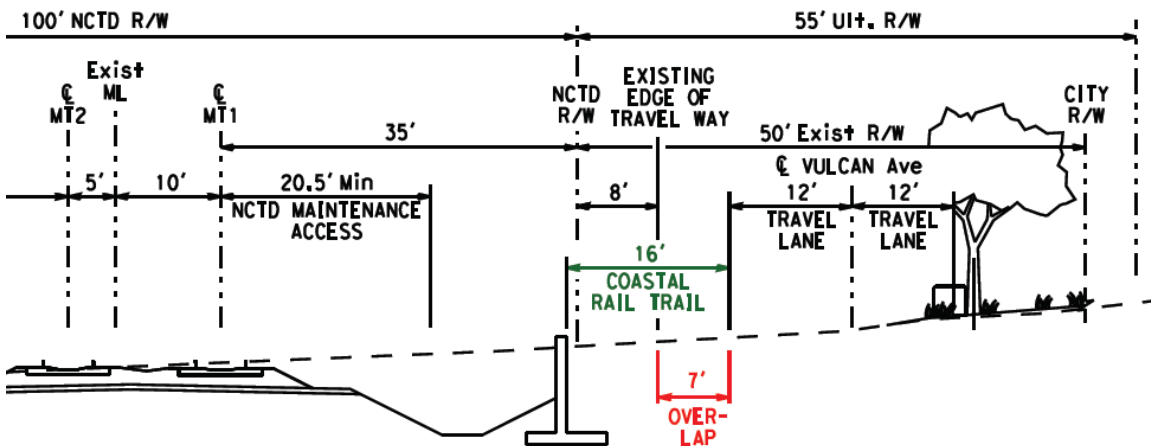 100' NCTD R/W
55' Ult. R/W
Exist
ML
℄
MT2
℄
MT1
NCTD
R/W
EXISTING
EDGE OF
TRAVEL WAY
CITY
R/W
35'
50' Exist R/W
℄ VULCAN Ave
5'
10'
20.5' Min
NCTD MAINTENANCE
ACCESS
8'
12'
TRAVEL
LANE
12'
TRAVEL
LANE
16'
COASTAL
RAIL TRAIL
7'
OVER-
LAP